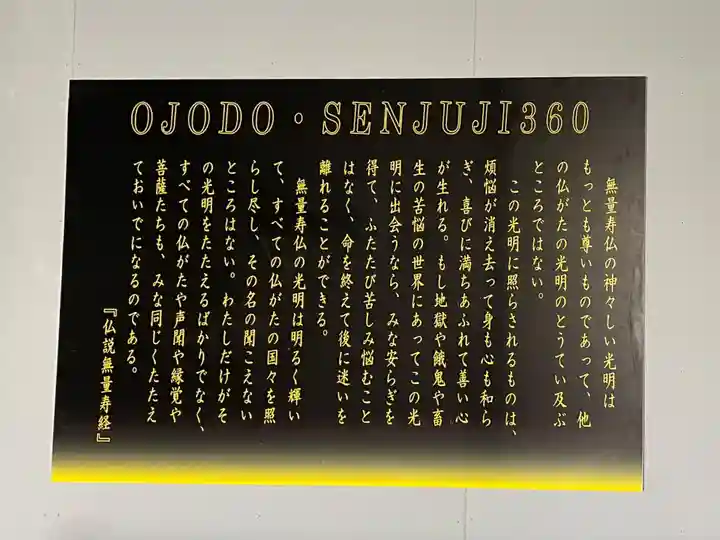 OJODO・SENJUJI360
無量寿仏の神々しい光明は
もっとも尊いものであって、他
の仏がたの光明のとうてい及ぶ
ところではない。
この光明に照らされるものは、
煩悩が消え去って身も心も和ら
ぎ、喜びに満ちあふれて善い心
が生れる。もし地獄や餓鬼や畜
生の苦悩の世界にあってこの光
明に出会うなら、みな安らぎを
得て、ふたたび苦しみ悩むこと
はなく、命を終えて後に迷いを
離れることができる。
無量寿仏の光明は明るく輝い
て、すべての仏がたの国々を照
らし尽し、その名の聞こえない
ところはない。わたしだけがそ
の光明をたたえるばかりでなく、
すべての仏がたや声聞や縁覚や
菩薩たちも、みな同じくたたえ
ておいでになるのである。
『仏説無量寿経』